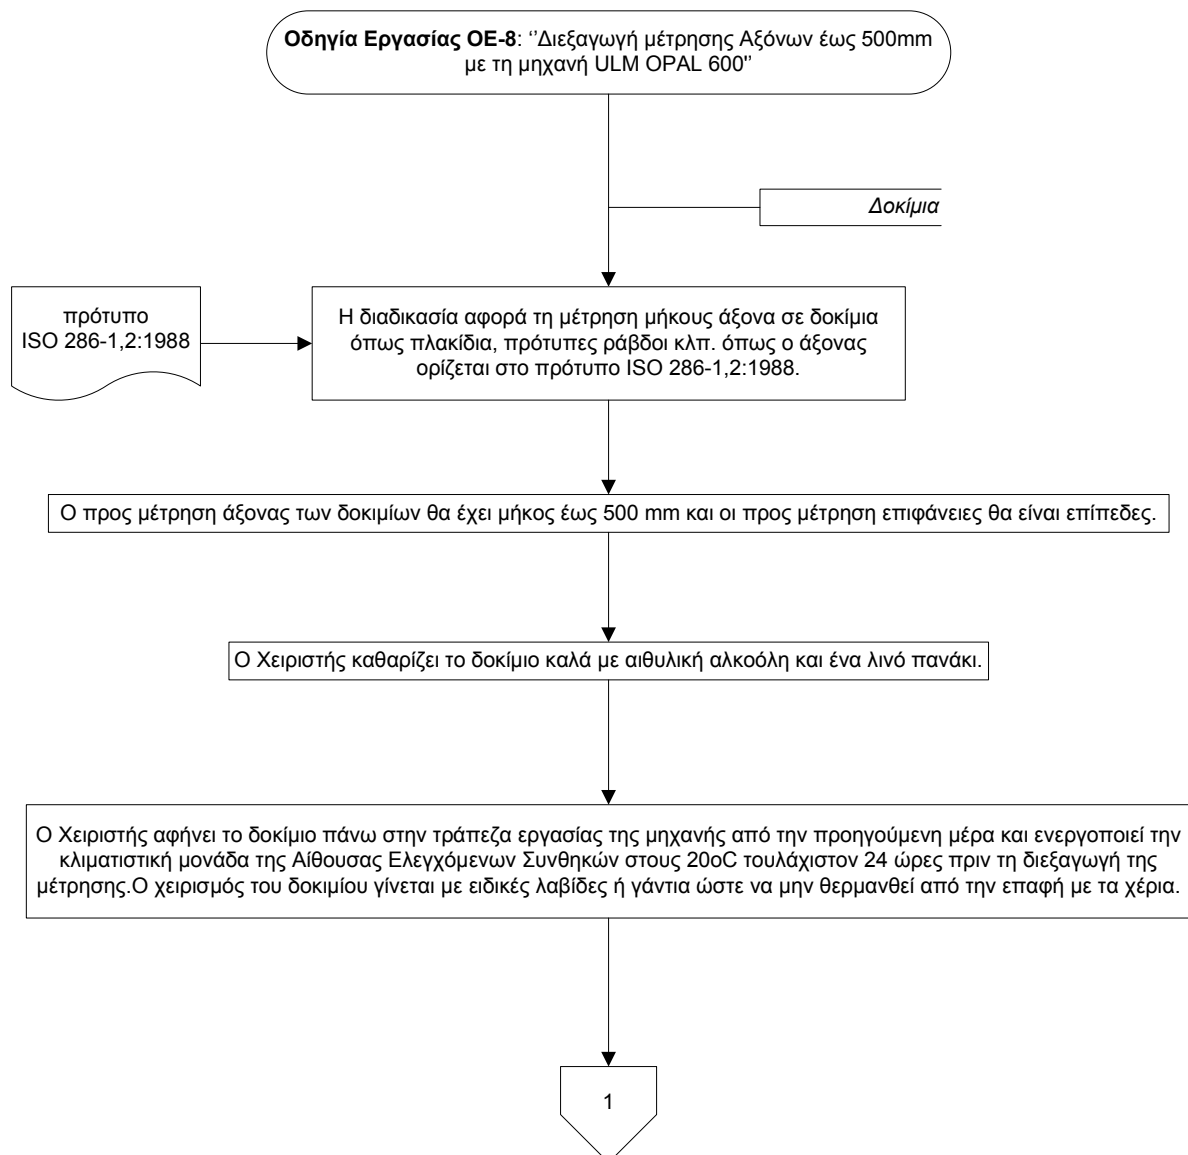 Οδηγία Εργασίας ΟΕ-8: ‘’Διεξαγωγή μέτρησης Αξόνων έως 500mm
με τη μηχανή ULM OPAL 600''
Δοκίμια
πρότυπο
ISO 286-1,2:1988
Η διαδικασία αφορά τη μέτρηση μήκους άξονα σε δοκίμια
όπως πλακίδια, πρότυπες ράβδοι κλπ. όπως ο άξονας
ορίζεται στο πρότυπο ISO 286-1,2:1988.
Ο προς μέτρηση άξονας των δοκιμίων θα έχει μήκος έως 500 mm και οι προς μέτρηση επιφάνειες θα είναι επίπεδες.
Ο Χειριστής καθαρίζει το δοκίμιο καλά με αιθυλική αλκοόλη και ένα λινό πανάκι.
Ο Χειριστής αφήνει το δοκίμιο πάνω στην τράπεζα εργασίας της μηχανής από την προηγούμενη μέρα και ενεργοποιεί την
κλιματιστική μονάδα της Αίθουσας Ελεγχόμενων Συνθηκών στους 20οC τουλάχιστον 24 ώρες πριν τη διεξαγωγή της
μέτρησης.Ο χειρισμός του δοκιμίου γίνεται με ειδικές λαβίδες ή γάντια ώστε να μην θερμανθεί από την επαφή με τα χέρια.
1